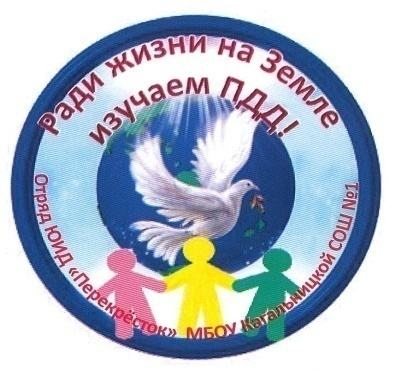 Ради жизни на Земле
изучаем ПДД!
Отряд ЮИД «Перекрёсток» МБОУ Кагальницкой СОШ №1